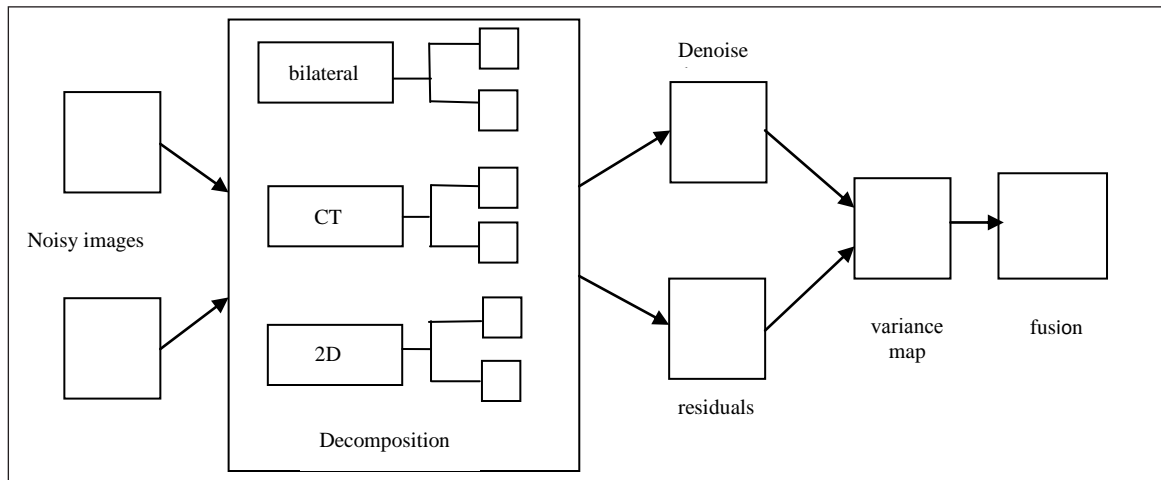 Noisy images
bilateral
CT
2D
Decomposition
Denoise
residuals
variance
map
fusion